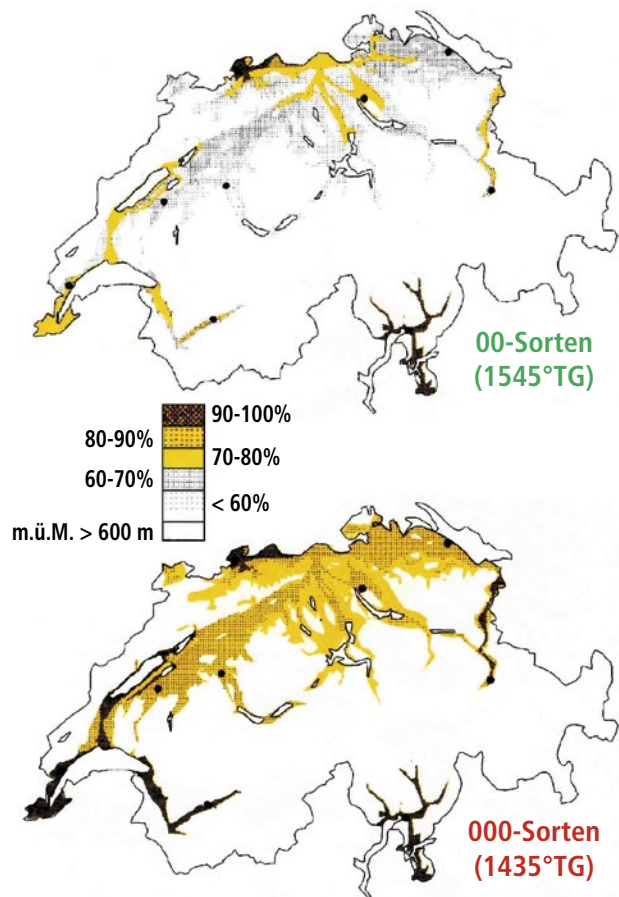 00-Sorten
(1545°TG)
90-100%
80-90%
70-80%
60-70%
< 60%
m.ü.M. > 600 m
000-Sorten
(1435°TG)